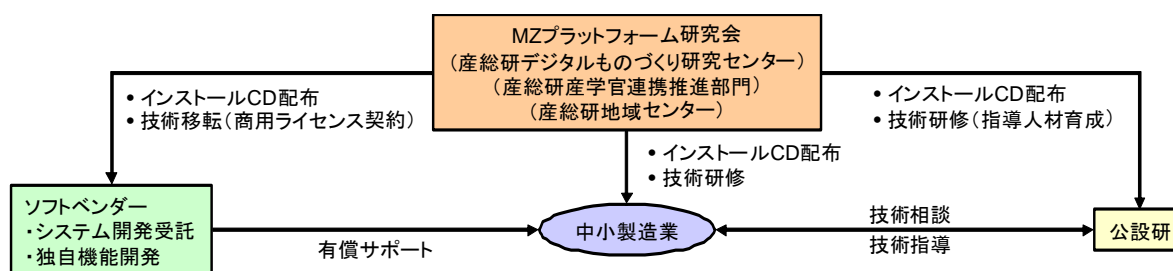 MZプラットフォーム研究会
(産総研デジタルものづくり研究センター)
(産総研産学官連携推進部門)
(産総研地域センター)
• インストールCD配布
• 技術移転(商用ライセンス契約)
• インストールCD配布
• 技術研修(指導人材育成)
• インストールCD配布
• 技術研修
ソフトベンダー
・システム開発受託
・独自機能開発
有償サポート
中小製造業
技術相談
技術指導
公設研